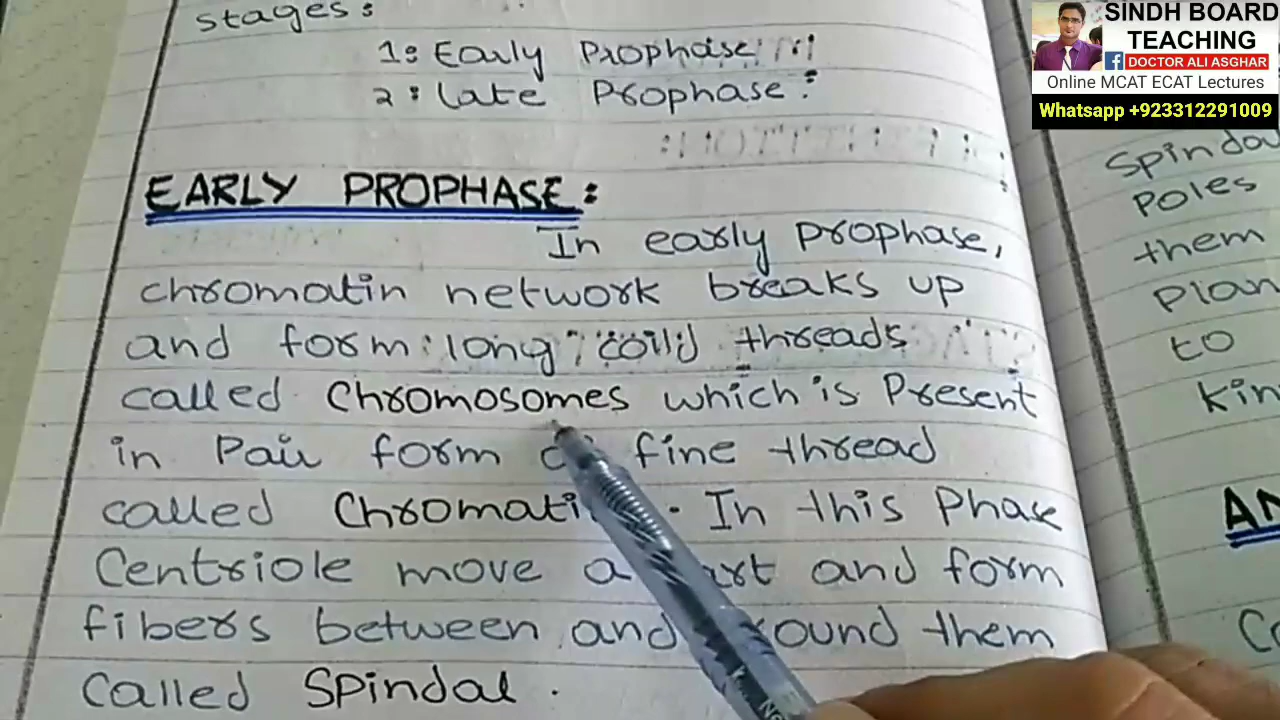 stages:
1: Early Prophase
2: Late Prophase:
EARLY PROPHASE:
In early prophase,
chromatin network breaks up
and form long coild threads
called Chromosomes which is Present
in Pair form fine thread
called
In this Phase
Centriole move and form
fibers between and them
Called Spindal.
Poles
them
to
SINDH BOARD
TEACHING
DOCTOR ALI ASGHAR
Online MCAT ECAT Lectures
Whatsapp +923312291009